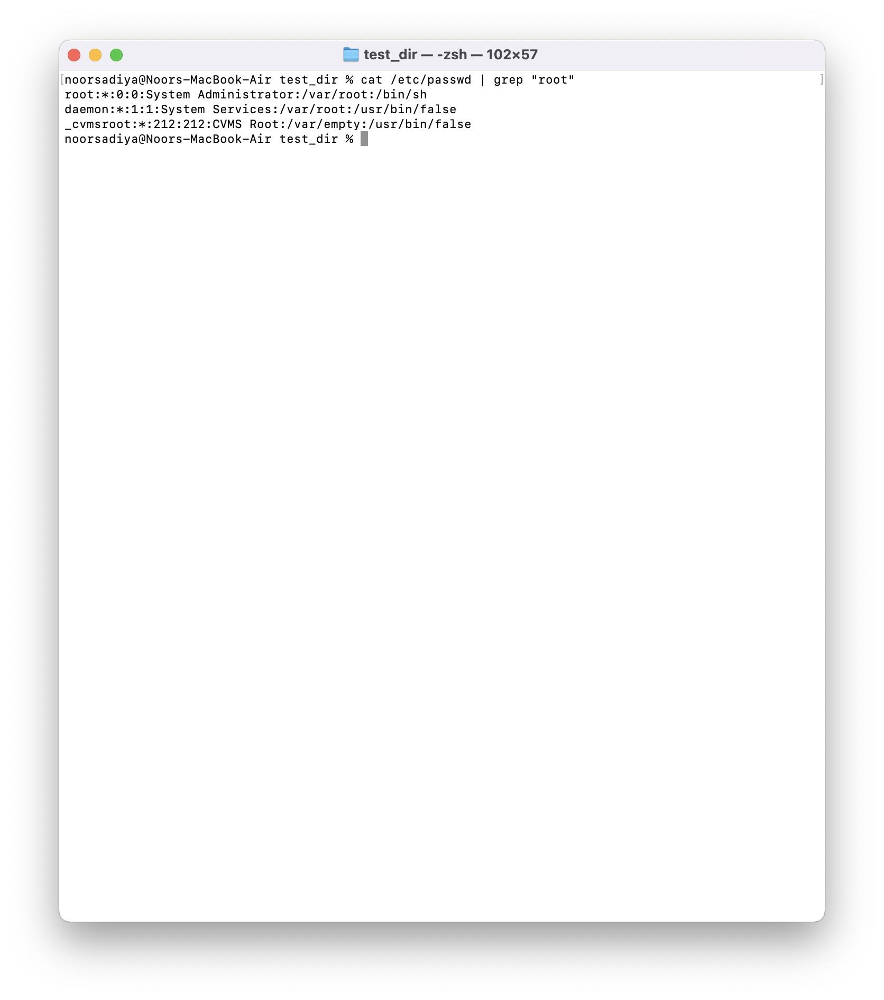 test_dir — -zsh — 102×57
[noorsadiya@Noors-MacBook-Air test_dir % cat /etc/passwd | grep "root" ]
root:*:0:0:System Administrator:/var/root:/bin/sh
daemon:*:1:1:System Services:/var/root:/usr/bin/false
_cvmsroot:*:212:212:CVMS Root:/var/empty:/usr/bin/false
noorsadiya@Noors-MacBook-Air test_dir %